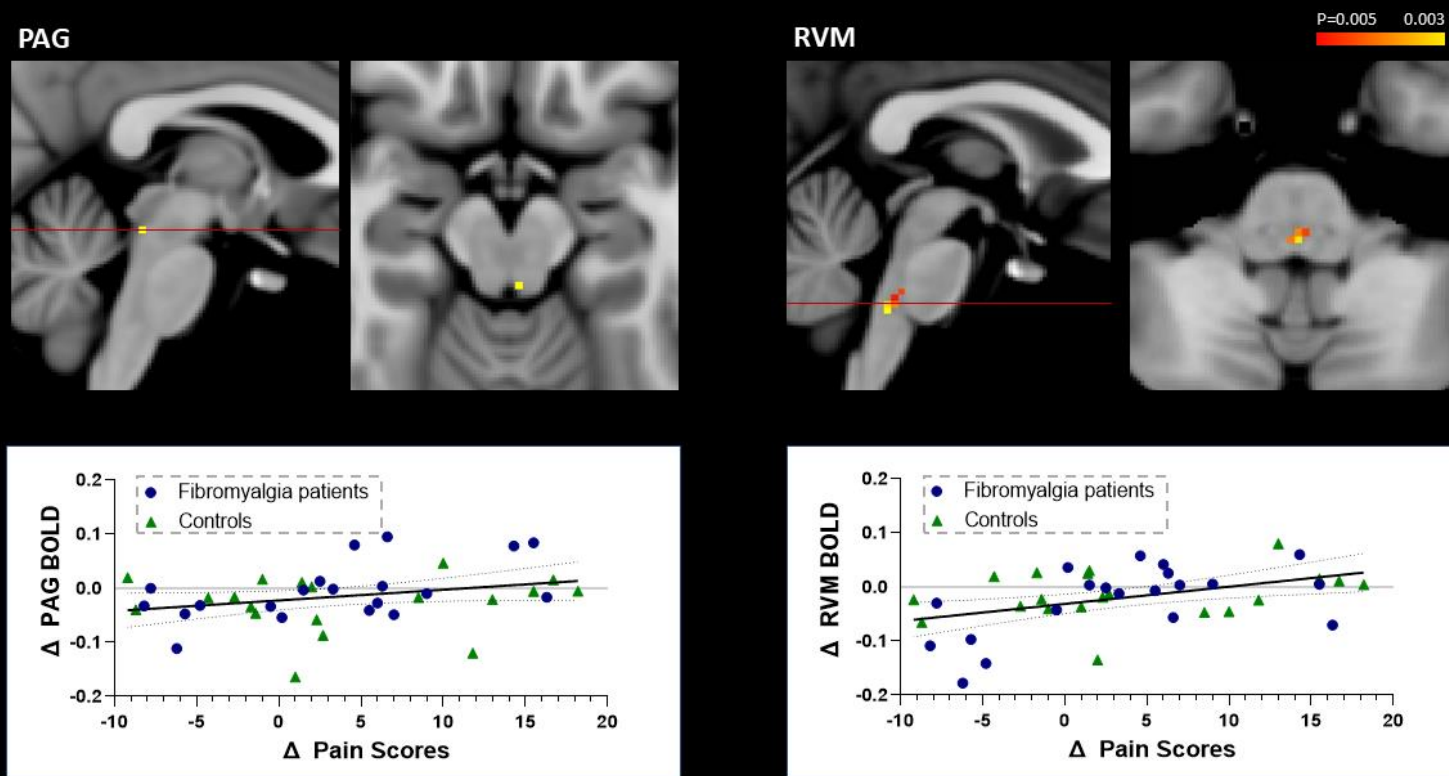 PAG
RVM
P=0.005 0.003
Fibromyalgia patients
Controls
Δ PAG BOLD
0.2
0.1
0.0
-0.1
-0.2
-10 -5 0 5 10 15 20
Δ Pain Scores
Fibromyalgia patients
Controls
Δ RVM BOLD
0.2
0.1
0.0
-0.1
-0.2
-10 -5 0 5 10 15 20
Δ Pain Scores